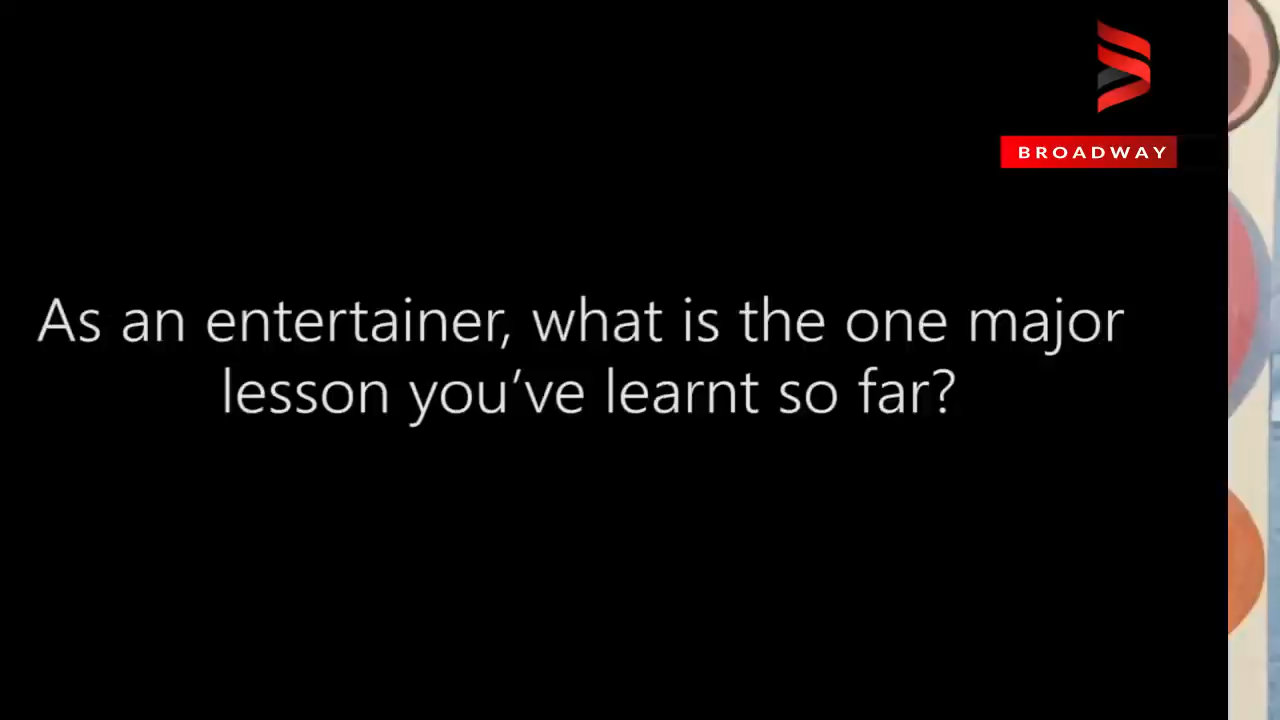 BROADWAY
As an entertainer, what is the one major
lesson you've learnt so far?